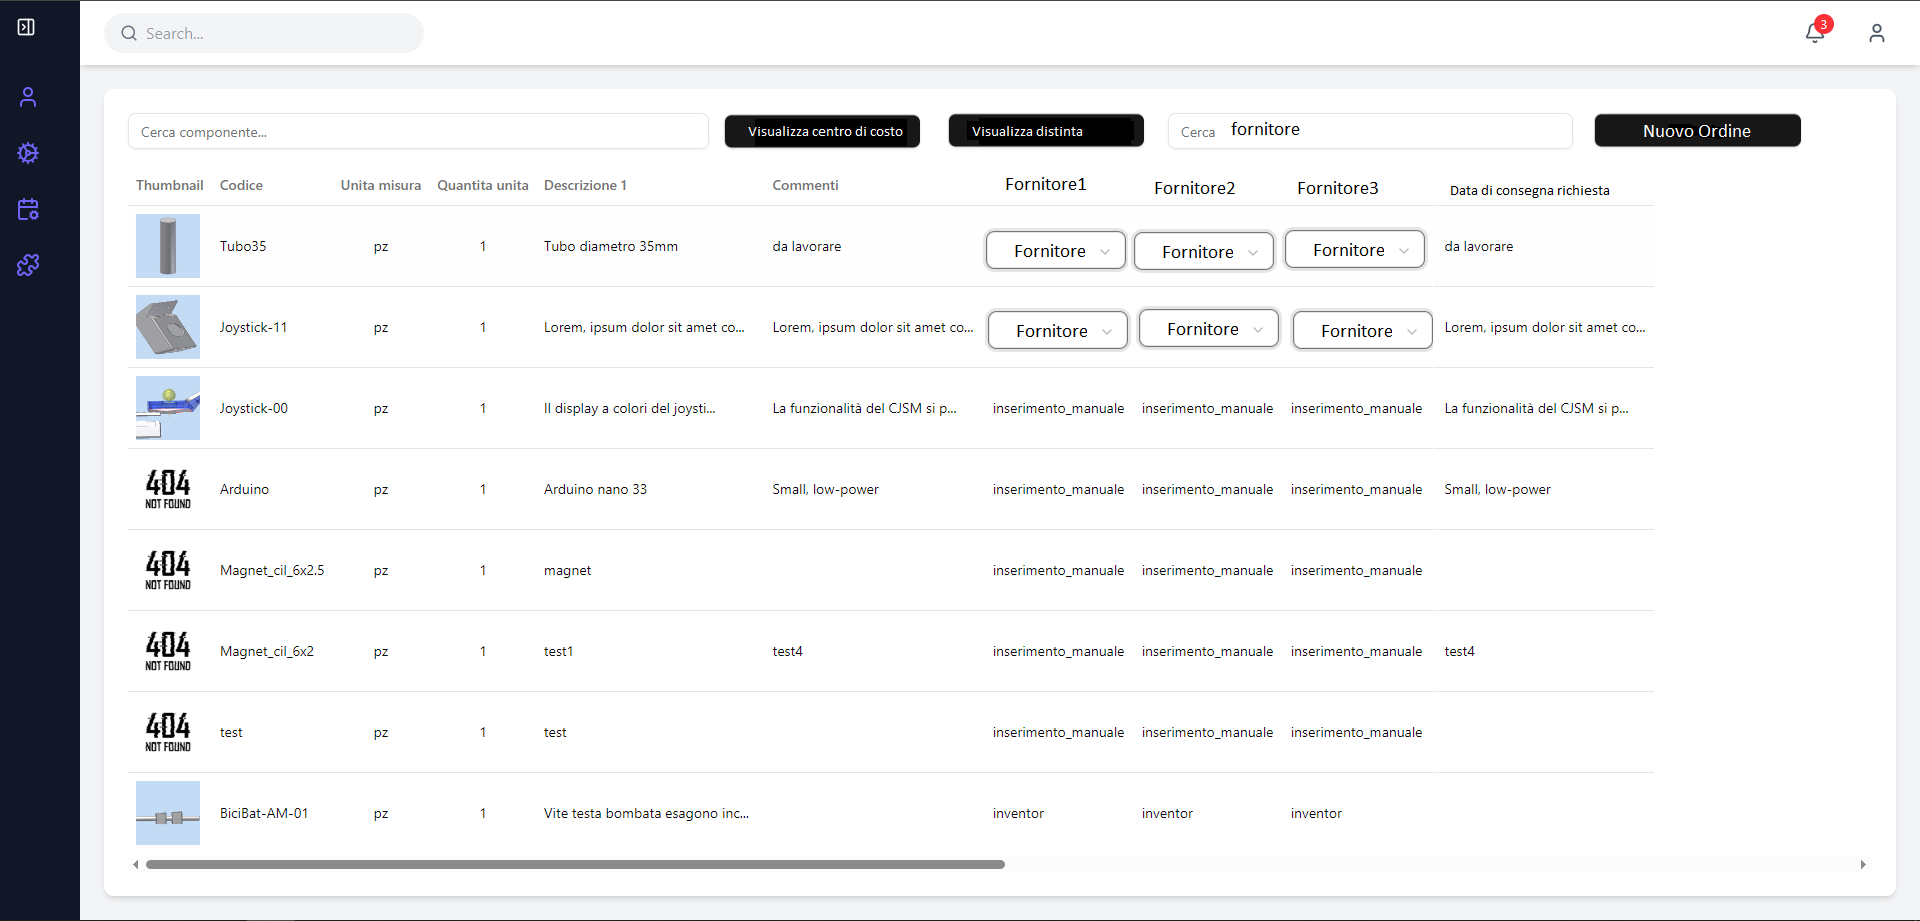 Search...
3
Cerca componente...
Visualizza centro di costo
Visualizza distinta
Cerca fornitore
Nuovo Ordine
Thumbnail Codice Unita misura Quantita unita Descrizione 1 Commenti Fornitore1 Fornitore2 Fornitore3 Data di consegna richiesta
Tubo35 pz 1 Tubo diametro 35mm da lavorare Fornitore Fornitore Fornitore da lavorare
Joystick-11 pz 1 Lorem, ipsum dolor sit amet co... Lorem, ipsum dolor sit amet co... Fornitore Fornitore Fornitore Lorem, ipsum dolor sit amet co...
Joystick-00 pz 1 Il display a colori del joysti... La funzionalità del CJSM si p... inserimento_manuale inserimento_manuale inserimento_manuale La funzionalità del CJSM si p...
404
NOT FOUND
Arduino pz 1 Arduino nano 33 Small, low-power inserimento_manuale inserimento_manuale inserimento_manuale Small, low-power
404
NOT FOUND
Magnet_cil_6x2.5 pz 1 magnet inserimento_manuale inserimento_manuale inserimento_manuale
404
NOT FOUND
Magnet_cil_6x2 pz 1 test1 test4 inserimento_manuale inserimento_manuale inserimento_manuale test4
404
NOT FOUND
test pz 1 test inserimento_manuale inserimento_manuale inserimento_manuale
BiciBat-AM-01 pz 1 Vite testa bombata esagono inc... inventor inventor inventor